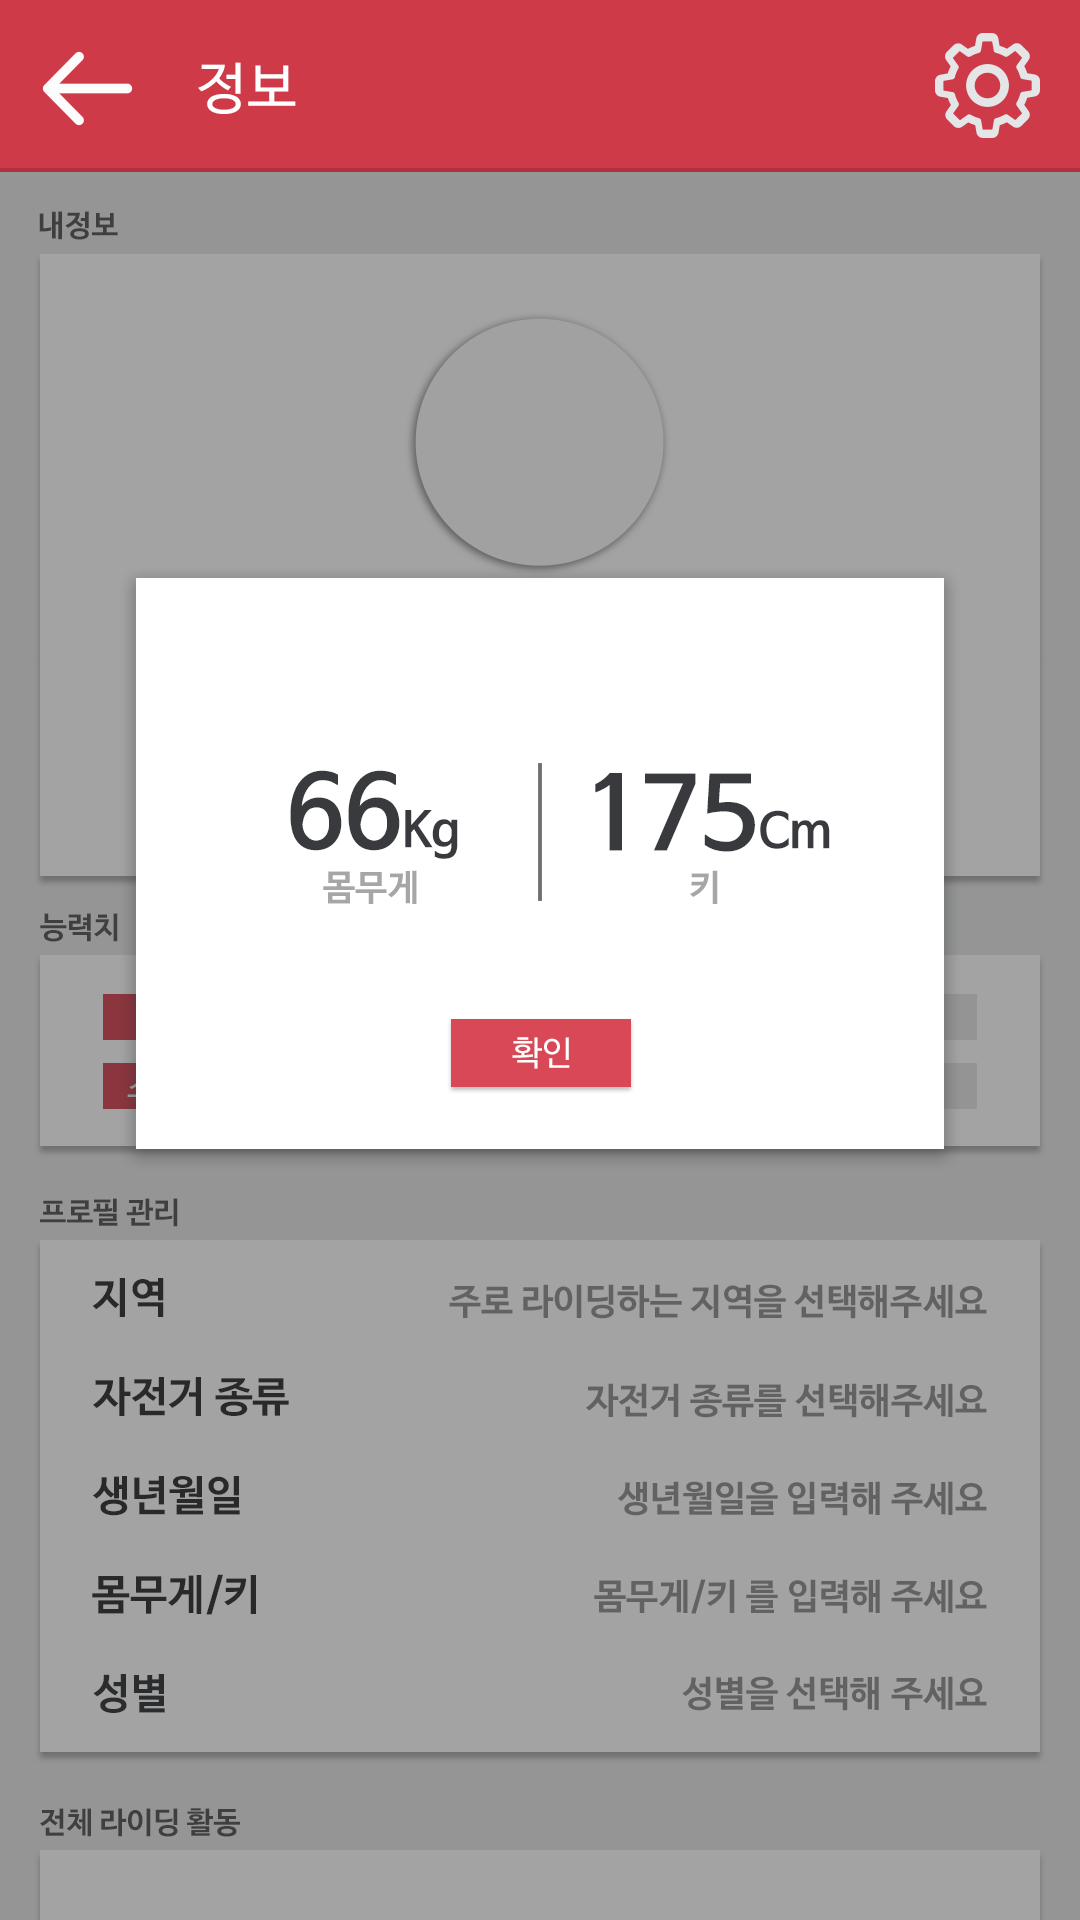 정보
내정보
66Kg
몸무게
175Cm
키
확인
능력치
프로필 관리
지역 주로 라이딩하는 지역을 선택해주세요
자전거 종류 자전거 종류를 선택해주세요
생년월일 생년월일을 입력해 주세요
몸무게/키 몸무게/키 를 입력해 주세요
성별 성별을 선택해 주세요
전체 라이딩 활동